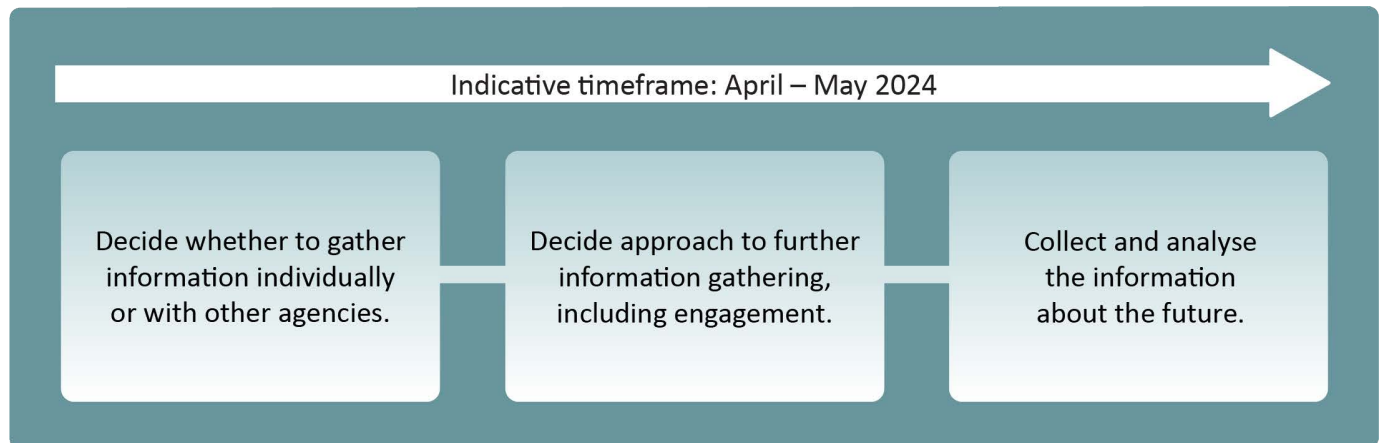 Indicative timeframe: April – May 2024
Decide whether to gather
information individually
or with other agencies.
Decide approach to further
information gathering,
including engagement.
Collect and analyse
the information
about the future.